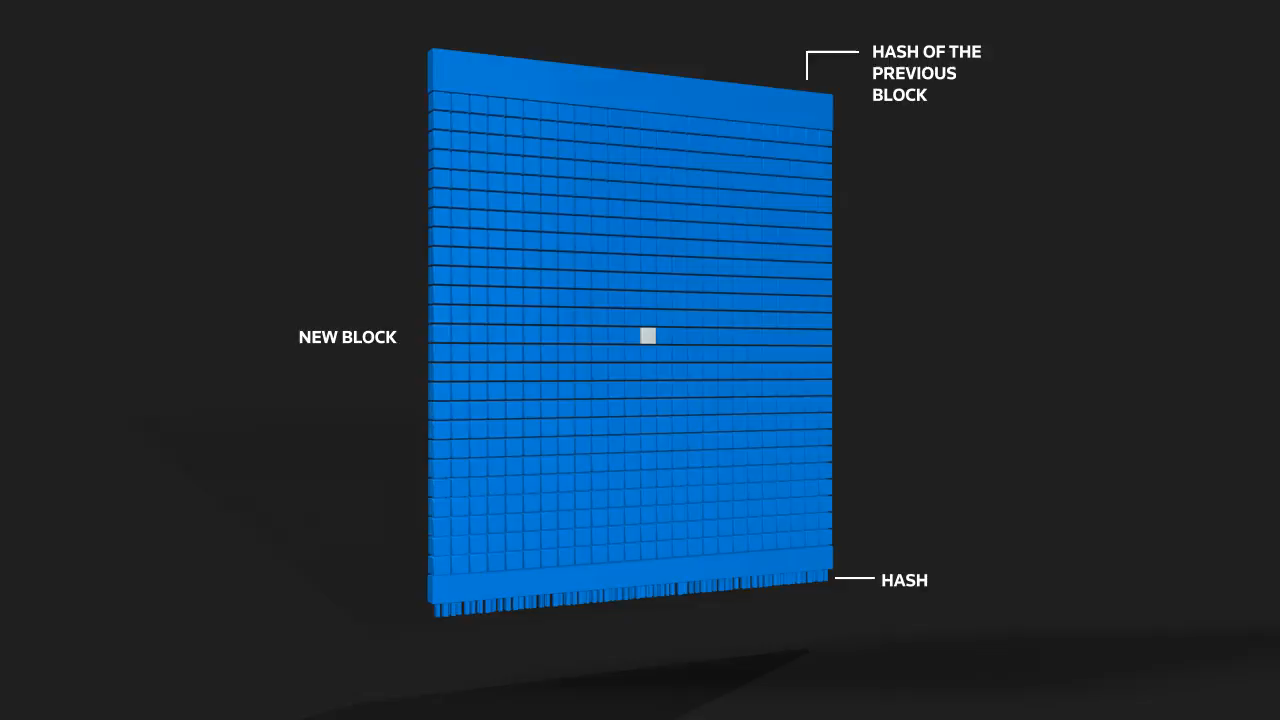 HASH OF THE
PREVIOUS
BLOCK
NEW BLOCK
HASH